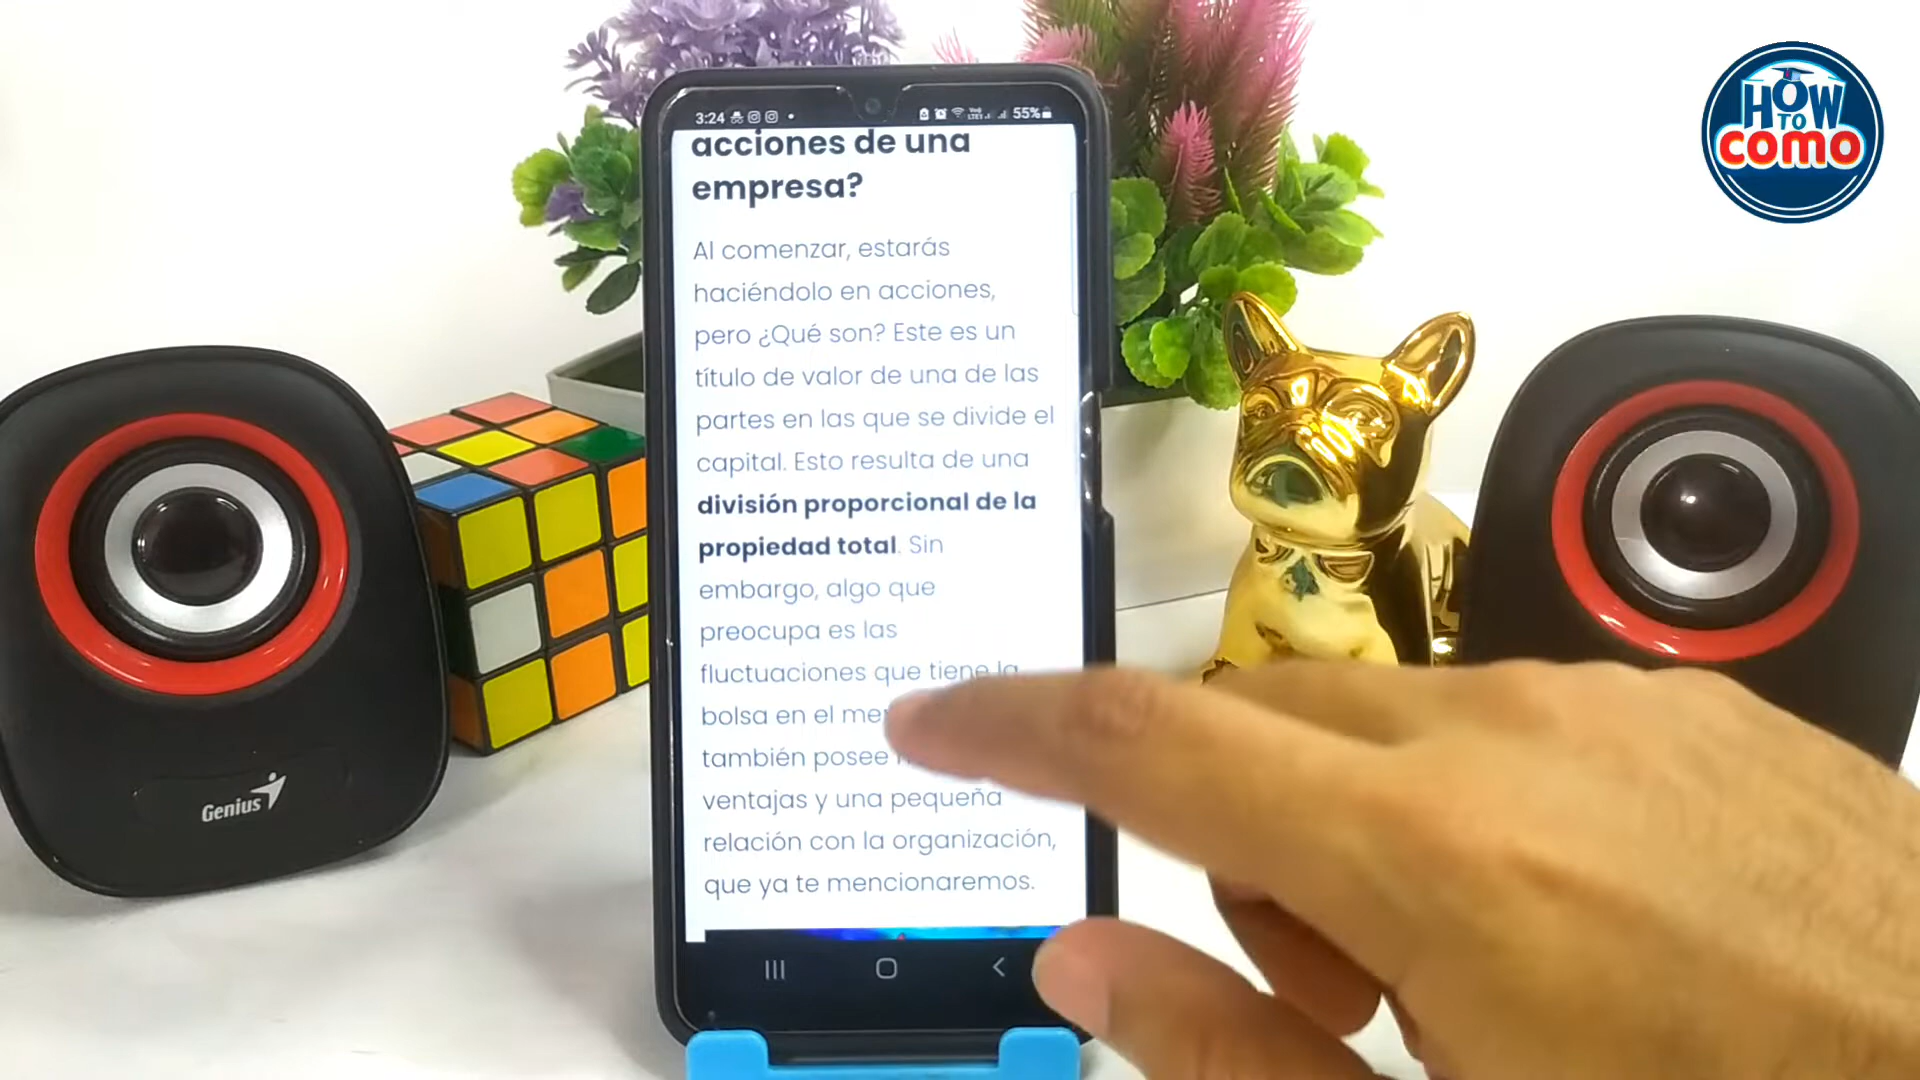 HOW
TO
como
3:24
55%
acciones de una
empresa?
Al comenzar, estarás
haciéndolo en acciones,
pero ¿Qué son? Este es un
título de valor de una de las
partes en las que se divide el
capital. Esto resulta de una
división proporcional de la
propiedad total. Sin
embargo, algo que
preocupa es las
fluctuaciones que tiene la
bolsa en el
también posee
ventajas y una pequeña
relación con la organización,
que ya te mencionaremos.
Genius